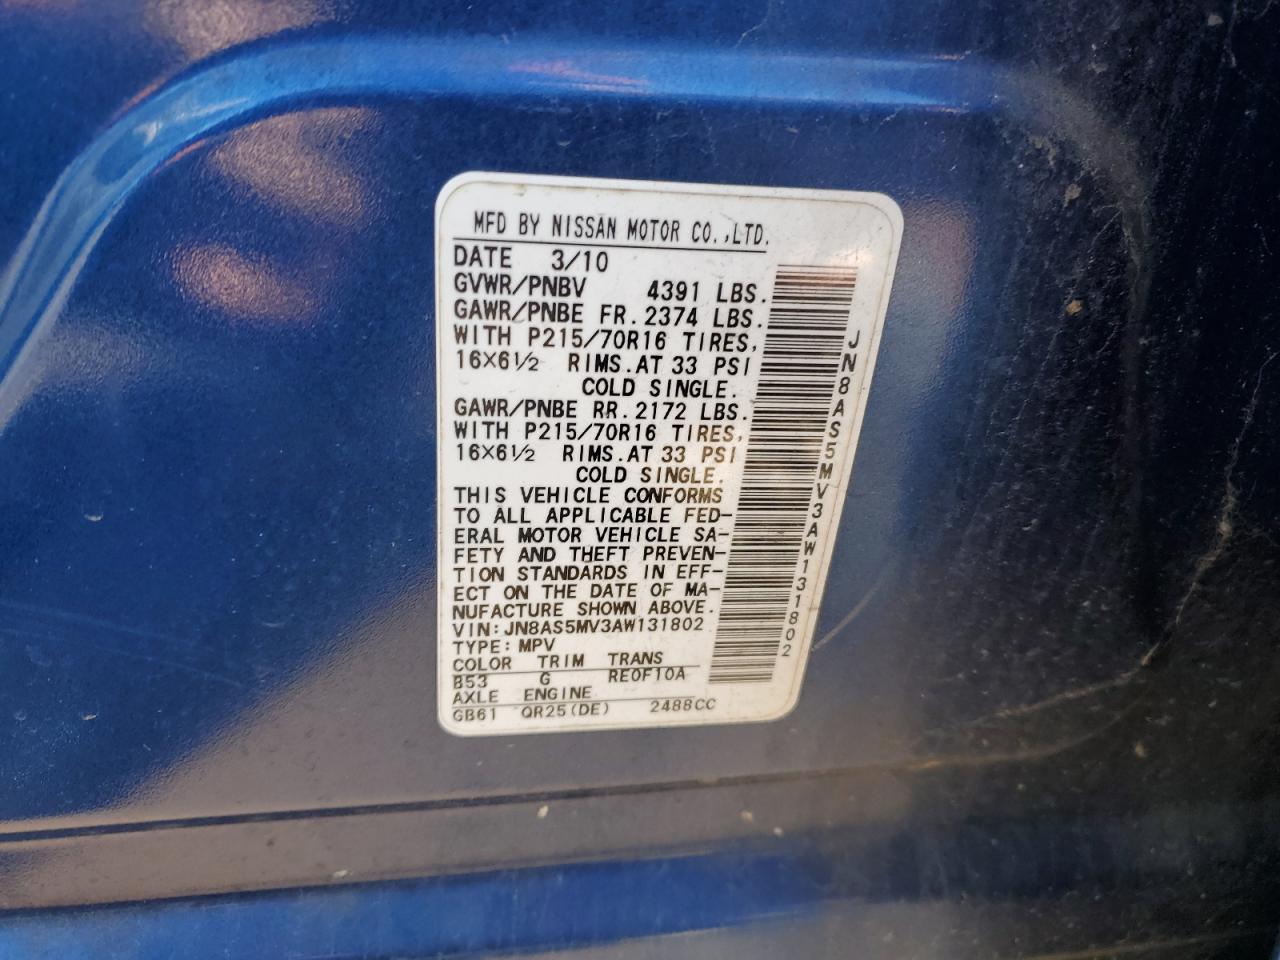 MFD BY NISSAN MOTOR CO.,LTD.
DATE 3/10
GVWR/PNBV 4391 LBS.
GAWR/PNBE FR.2374 LBS.
WITH P215/70R16 TIRES,
16×6½ RIMS.AT 33 PSI
COLD SINGLE.
GAWR/PNBE RR.2172 LBS.
WITH P215/70R16 TIRES,
16×6½ RIMS.AT 33 PSI
COLD SINGLE.
THIS VEHICLE CONFORMS
TO ALL APPLICABLE FED-
ERAL MOTOR VEHICLE SA-
FETY AND THEFT PREVEN-
TION STANDARDS IN EFF-
ECT ON THE DATE OF MA-
NUFACTURE SHOWN ABOVE.
VIN:JN8AS5MV3AW131802
TYPE:MPV
COLOR TRIM TRANS
B53 G RE0F10A
AXLE ENGINE
GB61 QR25(DE) 2488CC
JN8AS5MV3AW131802